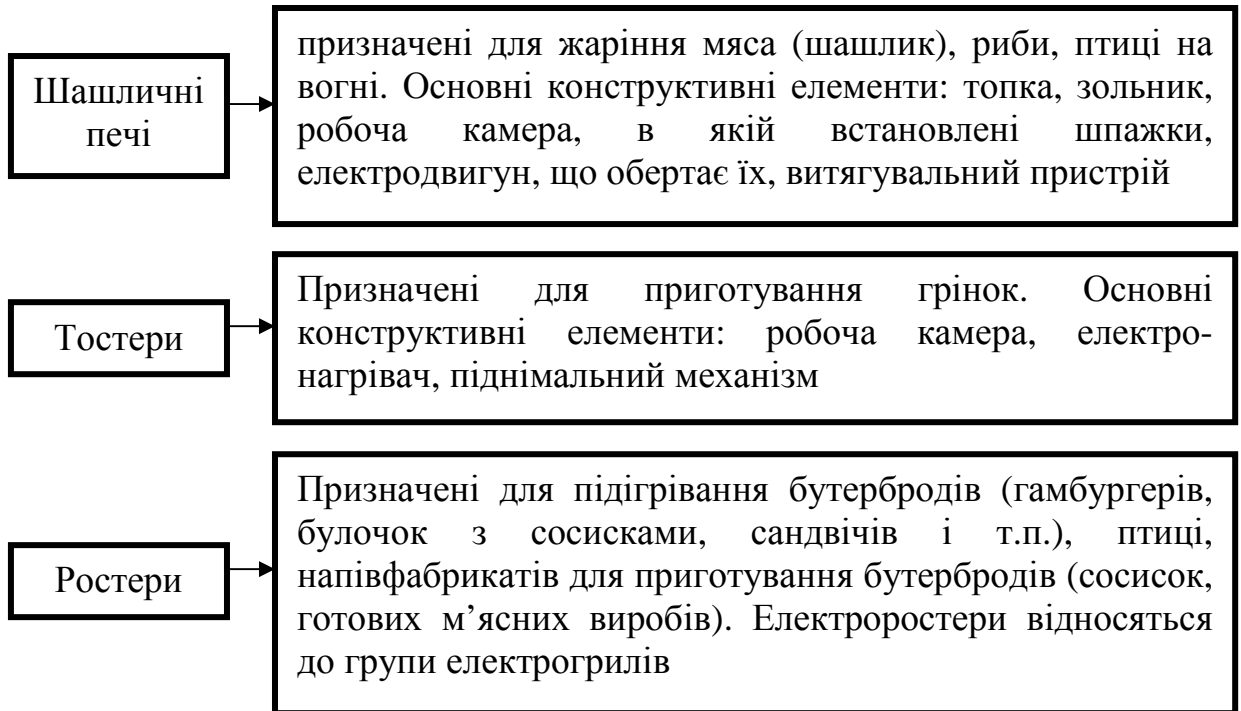 Шашличні
печі
призначені для жаріння мяса (шашлик), риби, птиці на
вогні. Основні конструктивні елементи: топка, зольник,
робоча камера, в якій встановлені шпажки,
електродвигун, що обертає їх, витягувальний пристрій
Тостери
Призначені для приготування грінок. Основні
конструктивні елементи: робоча камера, електро-
нагрівач, піднімальний механізм
Ростери
Призначені для підігрівання бутербродів (гамбургерів,
булочок з сосисками, сандвічів і т.п.), птиці,
напівфабрикатів для приготування бутербродів (сосисок,
готових м’ясних виробів). Електроростери відносяться
до групи електрогрилів